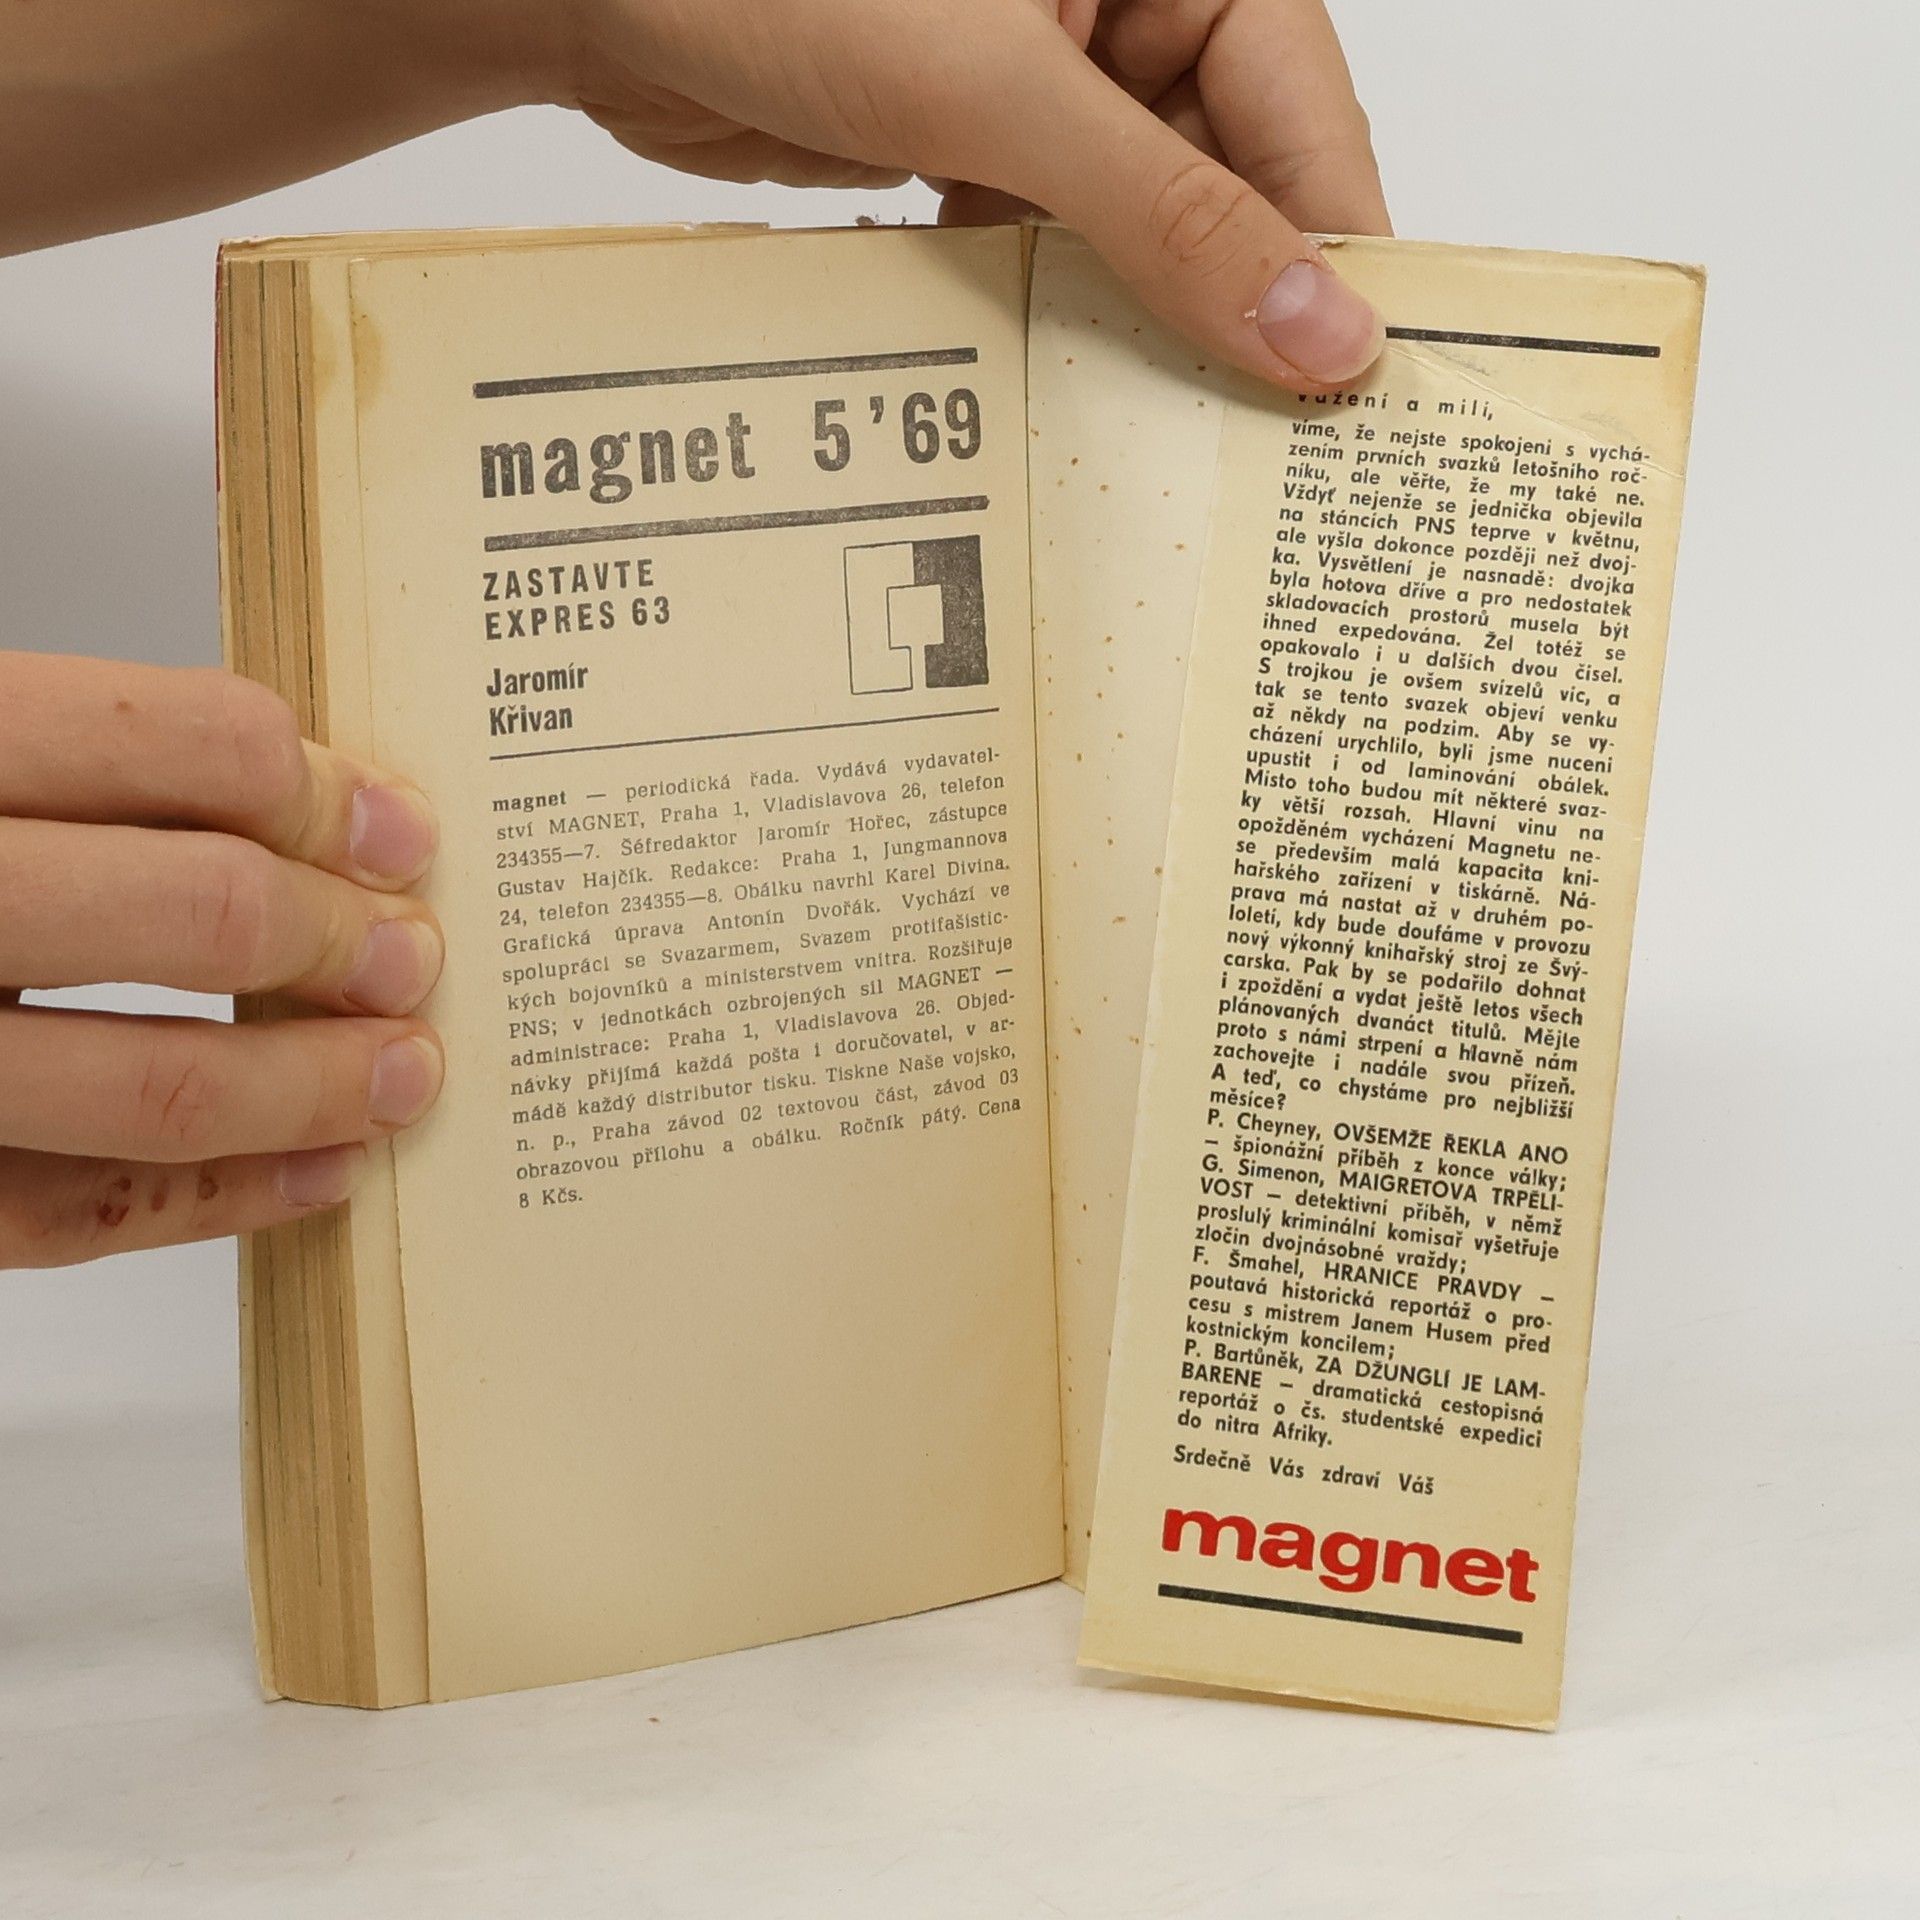 magnet 5 ’69
ZASTAVTE
EXPRES 63
Jaromír
Křivan
magnet — periodická řada. Vydává vydavatel-
ství MAGNET, Praha 1, Vladislavova 26, telefon
234355—7. Šéfredaktor Jaromír Hořec, zástupce
Gustav Hajčík. Redakce: Praha 1, Jungmannova
24, telefon 234355—8. Obálku navrhl Karel Divina.
Grafická úprava Antonín Dvořák. Vychází ve
spolupráci se Svazarmem, Svazem protifašistic-
kých bojovníků a ministerstvem vnitra. Rozšiřuje
PNS; v jednotkách ozbrojených sil MAGNET —
administrace: Praha 1, Vladislavova 26. Objed-
návky přijímá každá pošta i doručovatel, v ar-
mádě každý distributor tisku. Tiskne Naše vojsko,
n. p., Praha závod 02 textovou část, závod 03
obrazovou přílohu a obálku. Ročník pátý. Cena
8 Kčs.
Vážení a milí,
víme, že nejste spokojeni s vychá-
zením prvních svazků letošního roč-
níku, ale věřte, že my také ne.
Vždyť nejenže se jednička objevila
na stáncích PNS teprve v květnu,
ale vyšla dokonce později než dvoj-
ka. Vysvětlení je nasnadě: dvojka
byla hotova dříve a pro nedostatek
skladovacích prostorů musela být
ihned expedována. Žel totéž se
opakovalo i u dalších dvou čísel.
S trojkou je ovšem svízelů víc, a
tak se tento svazek objeví venku
až někdy na podzim. Aby se vy-
cházení urychlilo, byli jsme nuceni
upustit i od laminování obálek.
Místo toho budou mít některé svaz-
ky větší rozsah. Hlavní vinu na
opožděném vycházení Magnetu ne-
se především malá kapacita kni-
hařského zařízení v tiskárně. Ná-
prava má nastat až v druhém po-
loletí, kdy bude doufáme v provozu
nový výkonný knihařský stroj ze Švý-
carska. Pak by se podařilo dohnat
i zpoždění a vydat ještě letos všech
plánovaných dvanáct titulů. Mějte
proto s námi strpení a hlavně nám
zachovejte i nadále svou přízeň.
A teď, co chystáme pro nejbližší
měsíce?
P. Cheyney, OVŠEMŽE ŘEKLA ANO
– špionážní příběh z konce války;
G. Simenon, MAIGRETOVA TRPĚLI-
VOST – detektivní příběh, v němž
proslulý kriminální komisař vyšetřuje
zločin dvojnásobné vraždy;
F. Šmahel, HRANICE PRAVDY –
poutavá historická reportáž o pro-
cesu s mistrem Janem Husem před
kostnickým koncilem;
P. Bartůněk, ZA DŽUNGLÍ JE LAM-
BARENE – dramatická cestopisná
reportáž o čs. studentské expedici
do nitra Afriky.
Srdečně Vás zdraví Váš
magnet